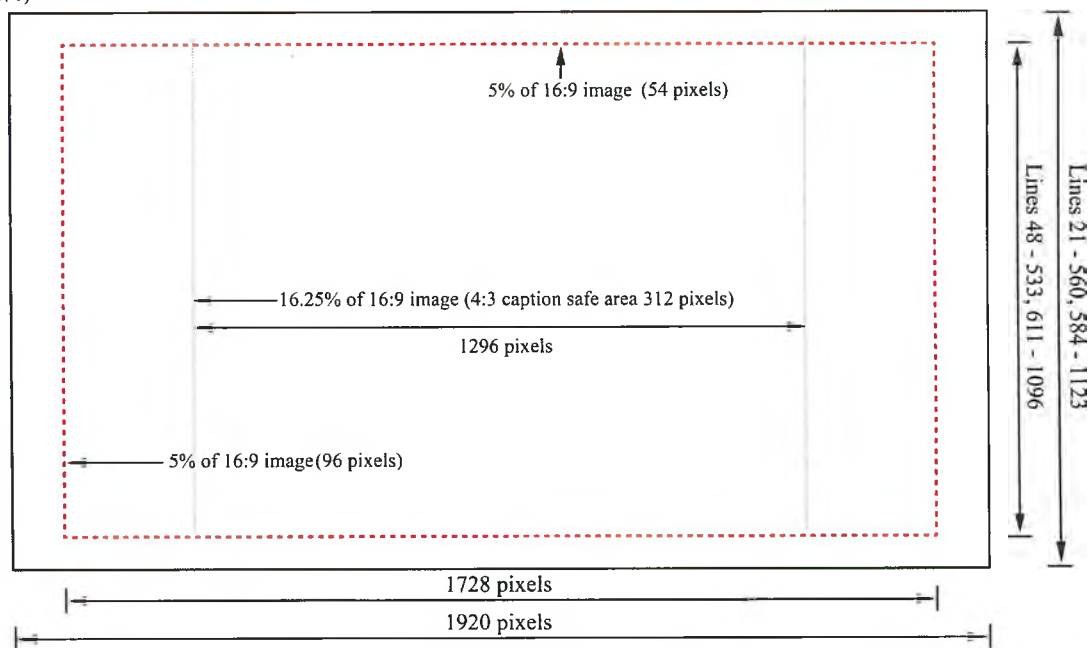 5% of 16:9 image (54 pixels)
16.25% of 16:9 image (4:3 caption safe area 312 pixels)
1296 pixels
5% of 16:9 image(96 pixels)
Lines 48 - 533, 611 - 1096
Lines 21 - 560, 584 - 1123
1728 pixels
1920 pixels